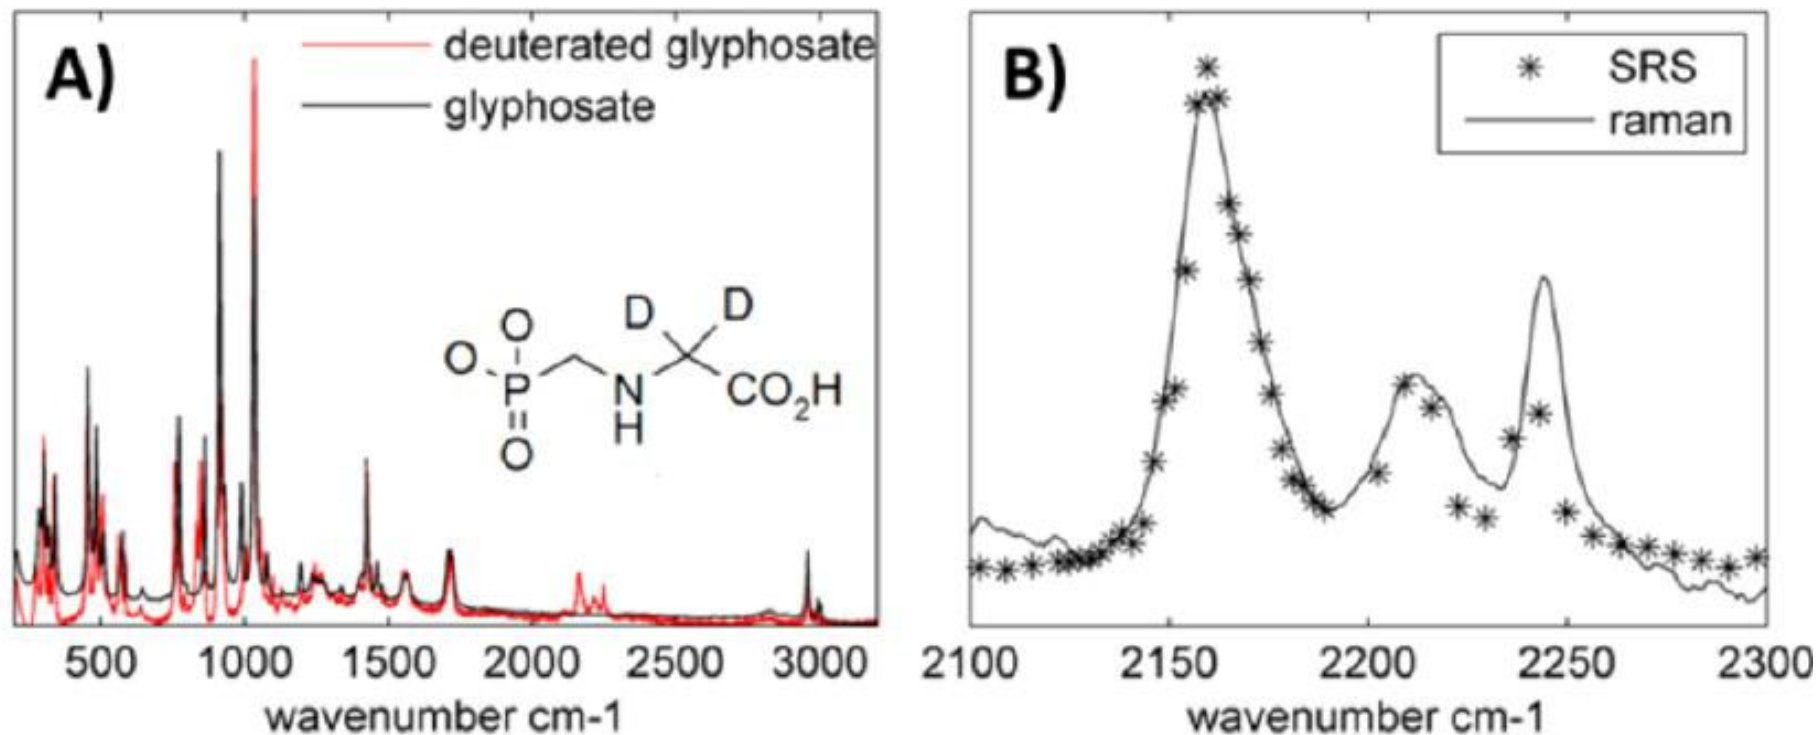 A)
deuterated glyphosate
glyphosate
D D
O
O
P
N
H
CO2H
O
500 1000 1500 2000 2500 3000
wavenumber cm-1
B)
SRS
raman
2100 2150 2200 2250 2300
wavenumber cm-1